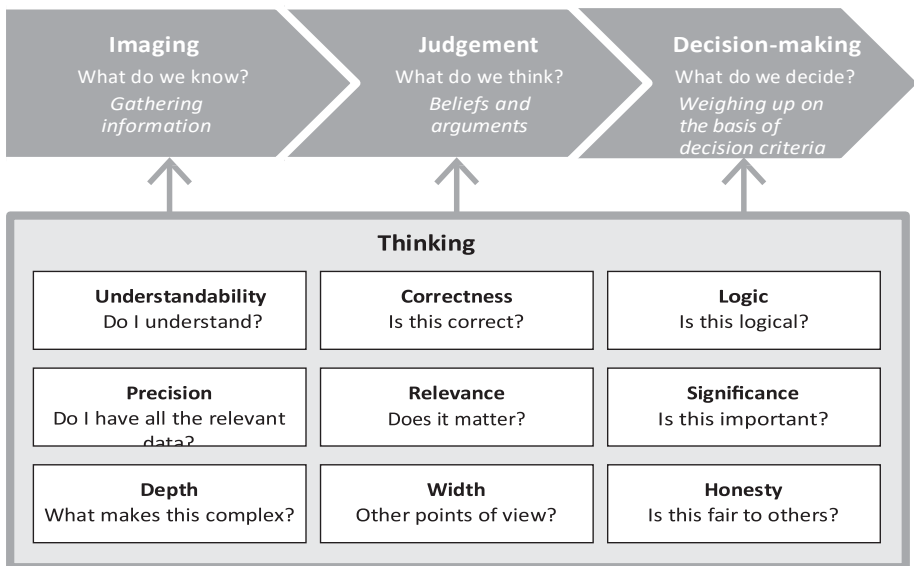 Imaging
What do we know?
Gathering
information
Judgement
What do we think?
Beliefs and
arguments
Decision-making
What do we decide?
Weighing up on
the basis of
decision criteria
Thinking
Understandability
Do I understand?
Correctness
Is this correct?
Logic
Is this logical?
Precision
Do I have all the relevant
data?
Relevance
Does it matter?
Significance
Is this important?
Depth
What makes this complex?
Width
Other points of view?
Honesty
Is this fair to others?